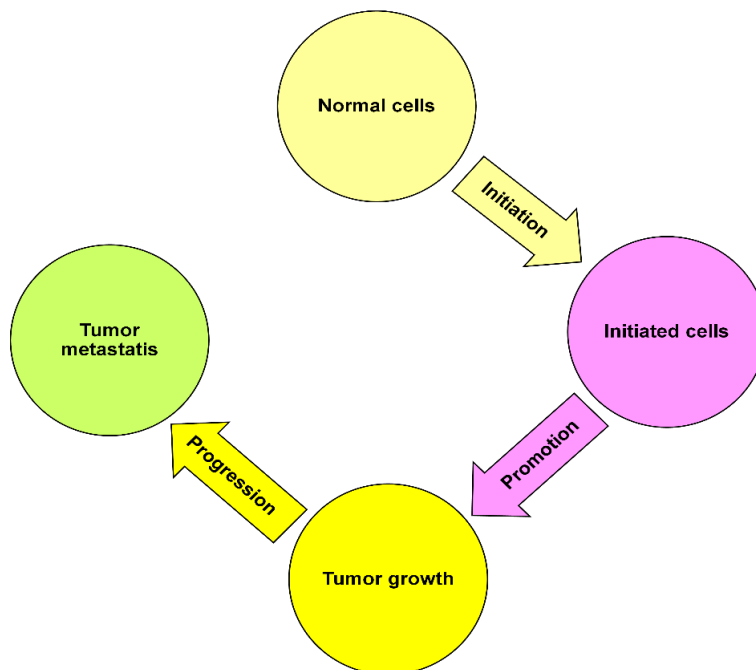 Normal cells
Initiation
Initiated cells
Promotion
Tumor growth
Progression
Tumor
metastatis